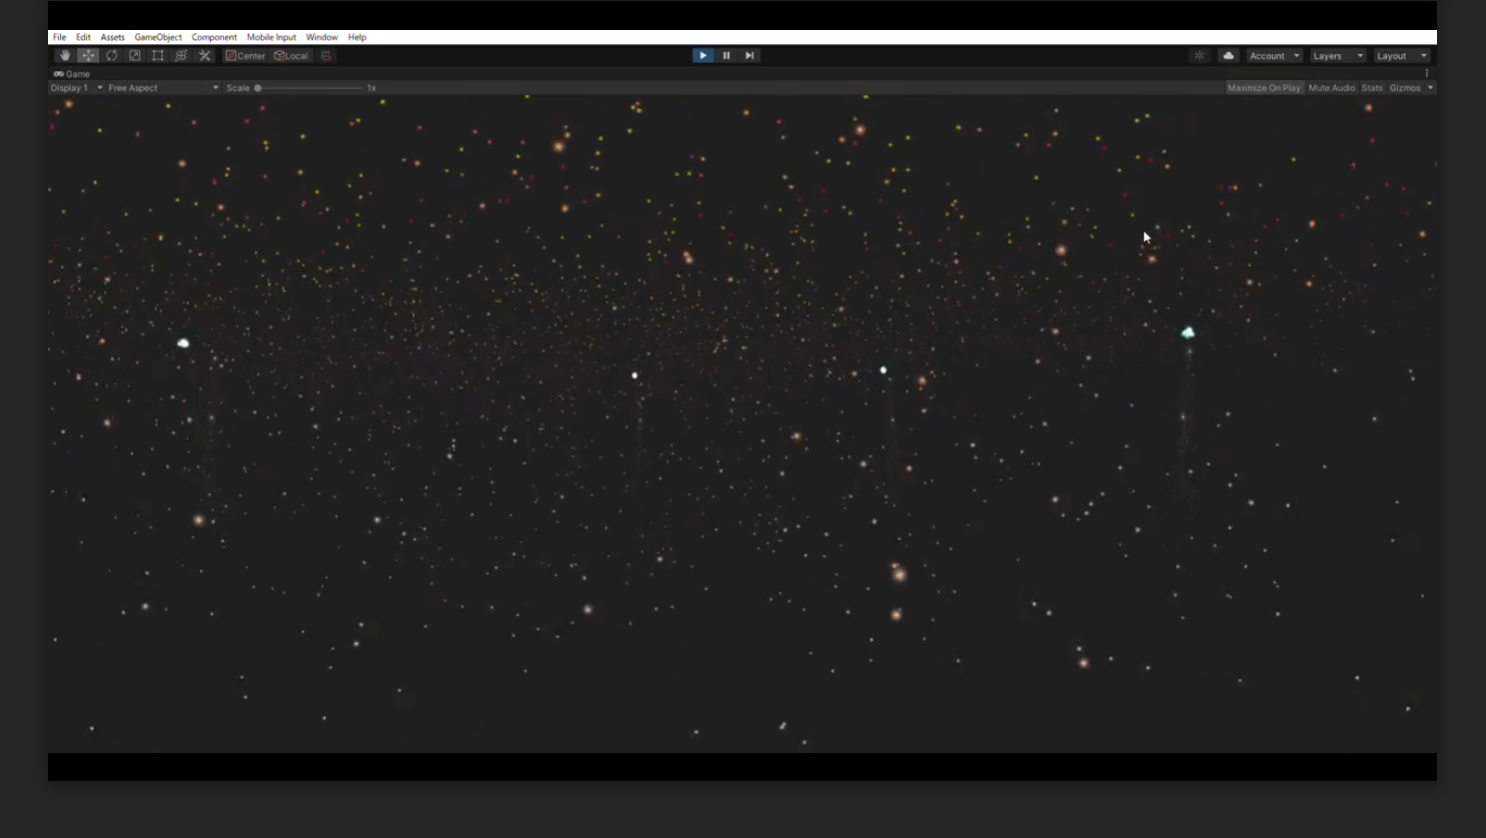 File Edit Assets GameObject Component Mobile Input Window Help
Center Local Account Layers Layout
Game
Display 1 Free Aspect Scale 1x Maximize On Play Mute Audio Stats Gizmos